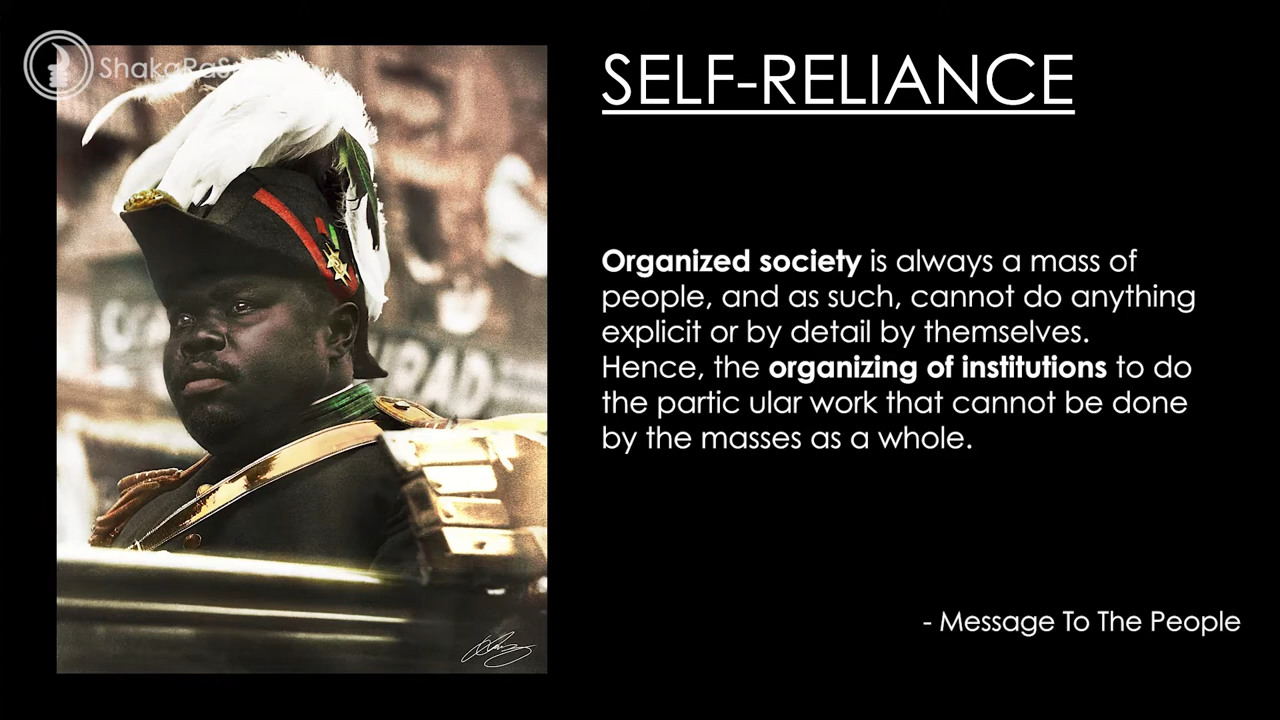 SELF-RELIANCE
Organized society is always a mass of
people, and as such, cannot do anything
explicit or by detail by themselves.
Hence, the organizing of institutions to do
the partic ular work that cannot be done
by the masses as a whole.
- Message To The People